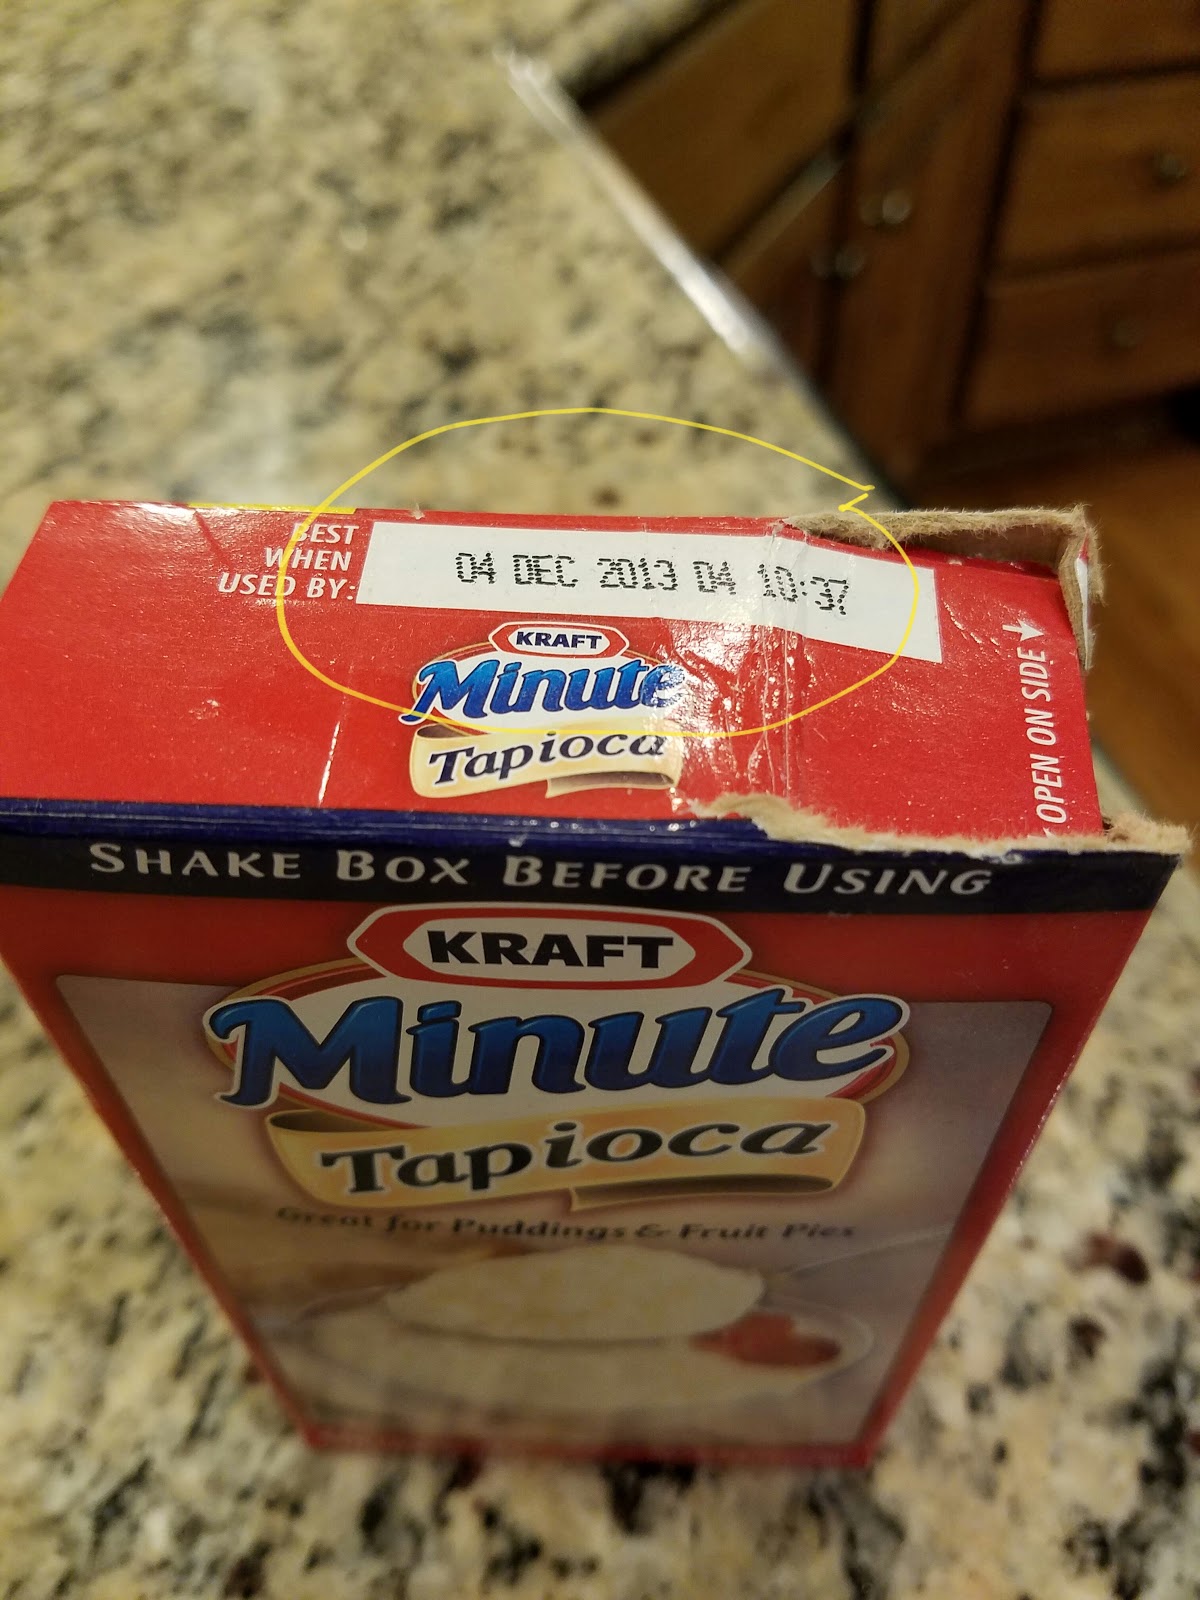 BEST
WHEN
USED BY:
04 DEC 2013 04 10:37
KRAFT
Minute
Tapioca
OPEN ON SIDE
SHAKE BOX BEFORE USING
KRAFT
Minute
Tapioca
Great for Puddings & Fruit Pies